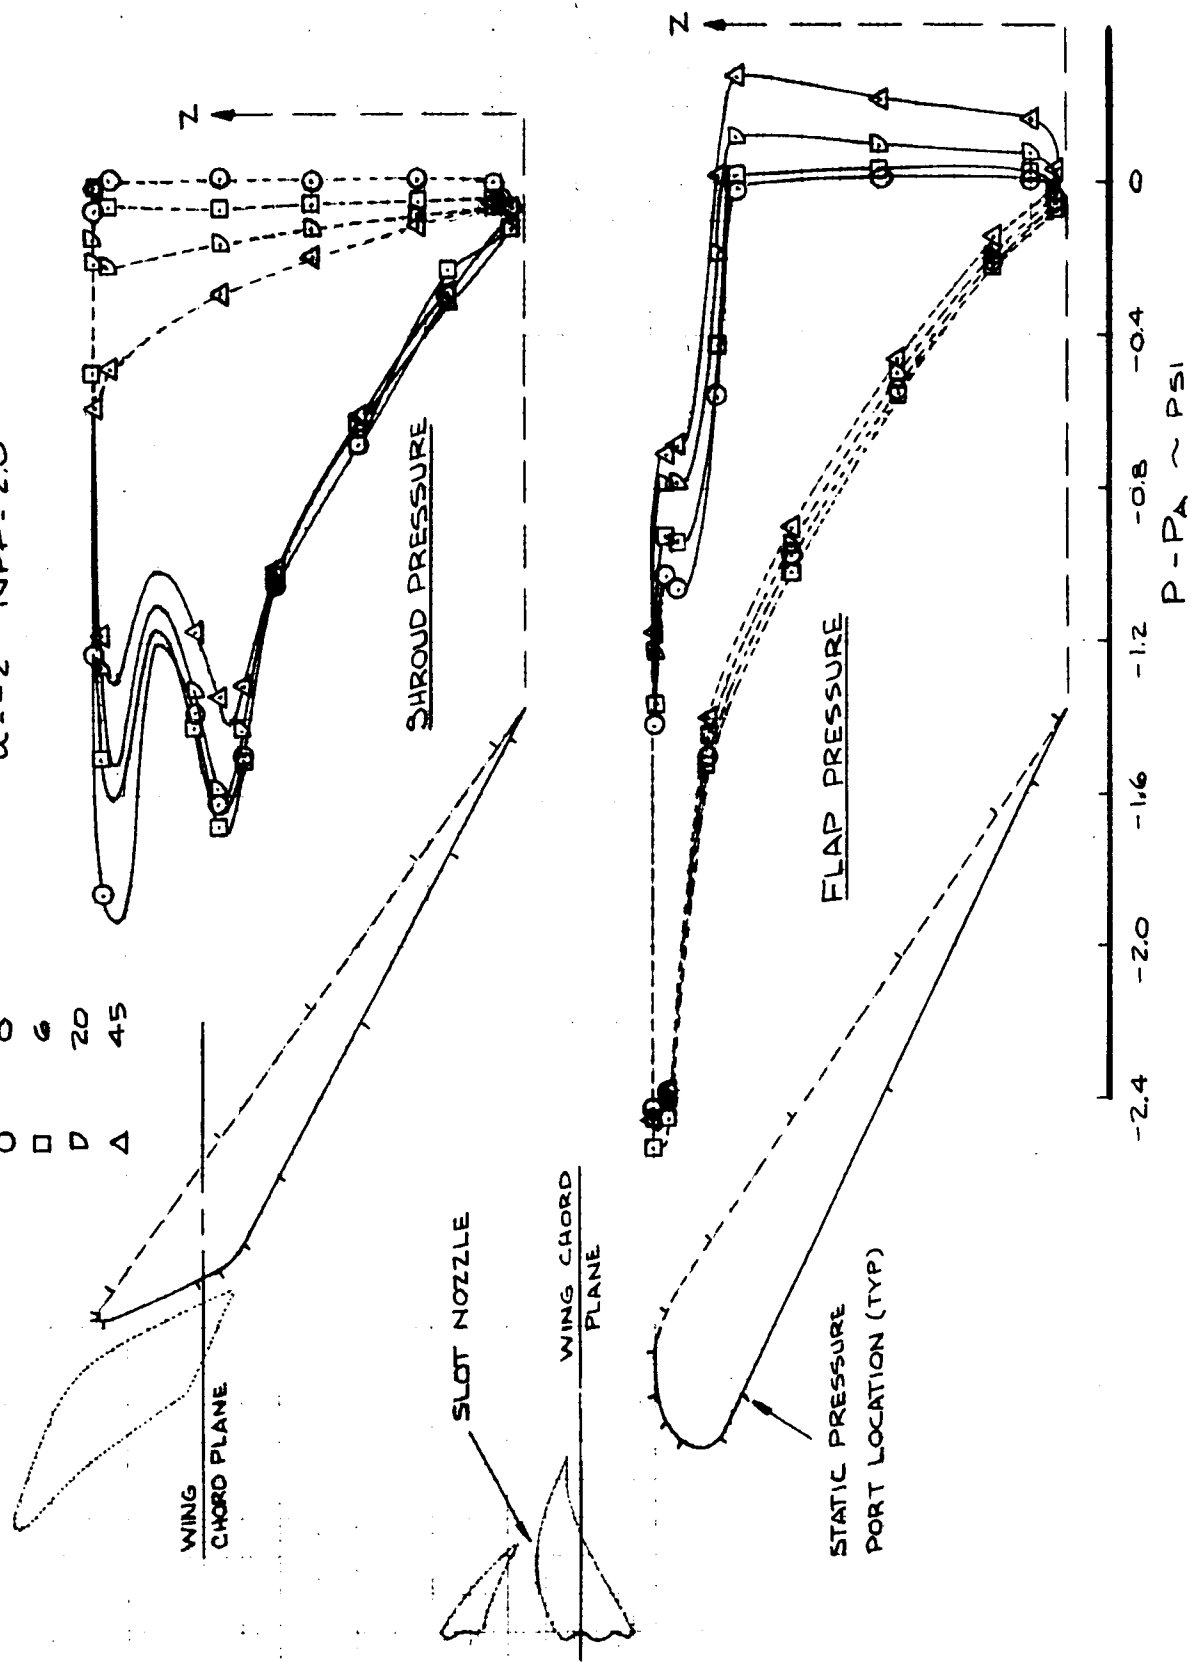 ○ 0
□ 6
D 20
△ 45
Z
SHROUD PRESSURE
WING
CHORD PLANE
SLOT NOZZLE
WING CHORD
PLANE
Z
FLAP PRESSURE
STATIC PRESSURE
PORT LOCATION (TYP)
-2.4 -2.0 -1.6 -1.2 -0.8 -0.4 0
P-PA ~ PSI